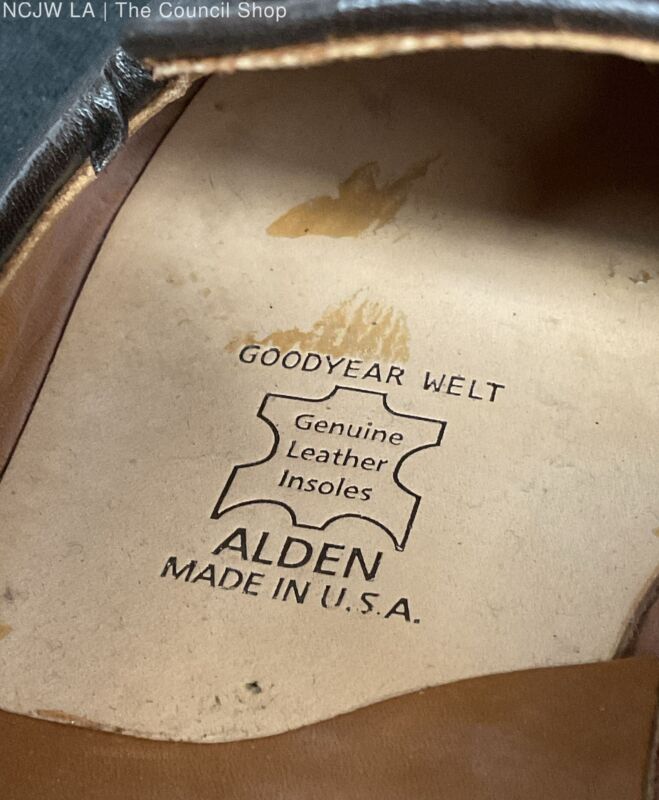 NCJW LA | The Council Shop
GOODYEAR WELT
Genuine
Leather
Insoles
ALDEN
MADE IN U.S.A.